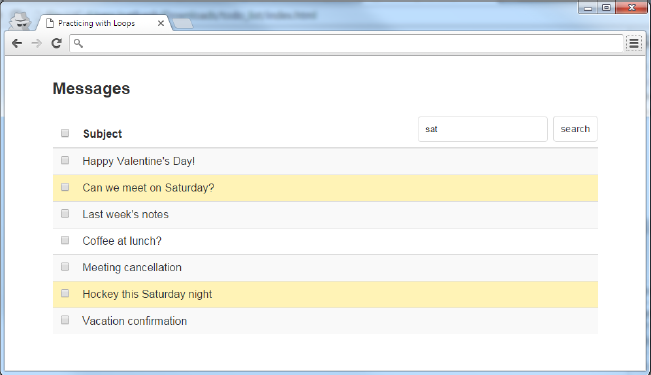 Practicing with Loops
Messages
Subject
sat
search
Happy Valentine's Day!
Can we meet on Saturday?
Last week's notes
Coffee at lunch?
Meeting cancellation
Hockey this Saturday night
Vacation confirmation